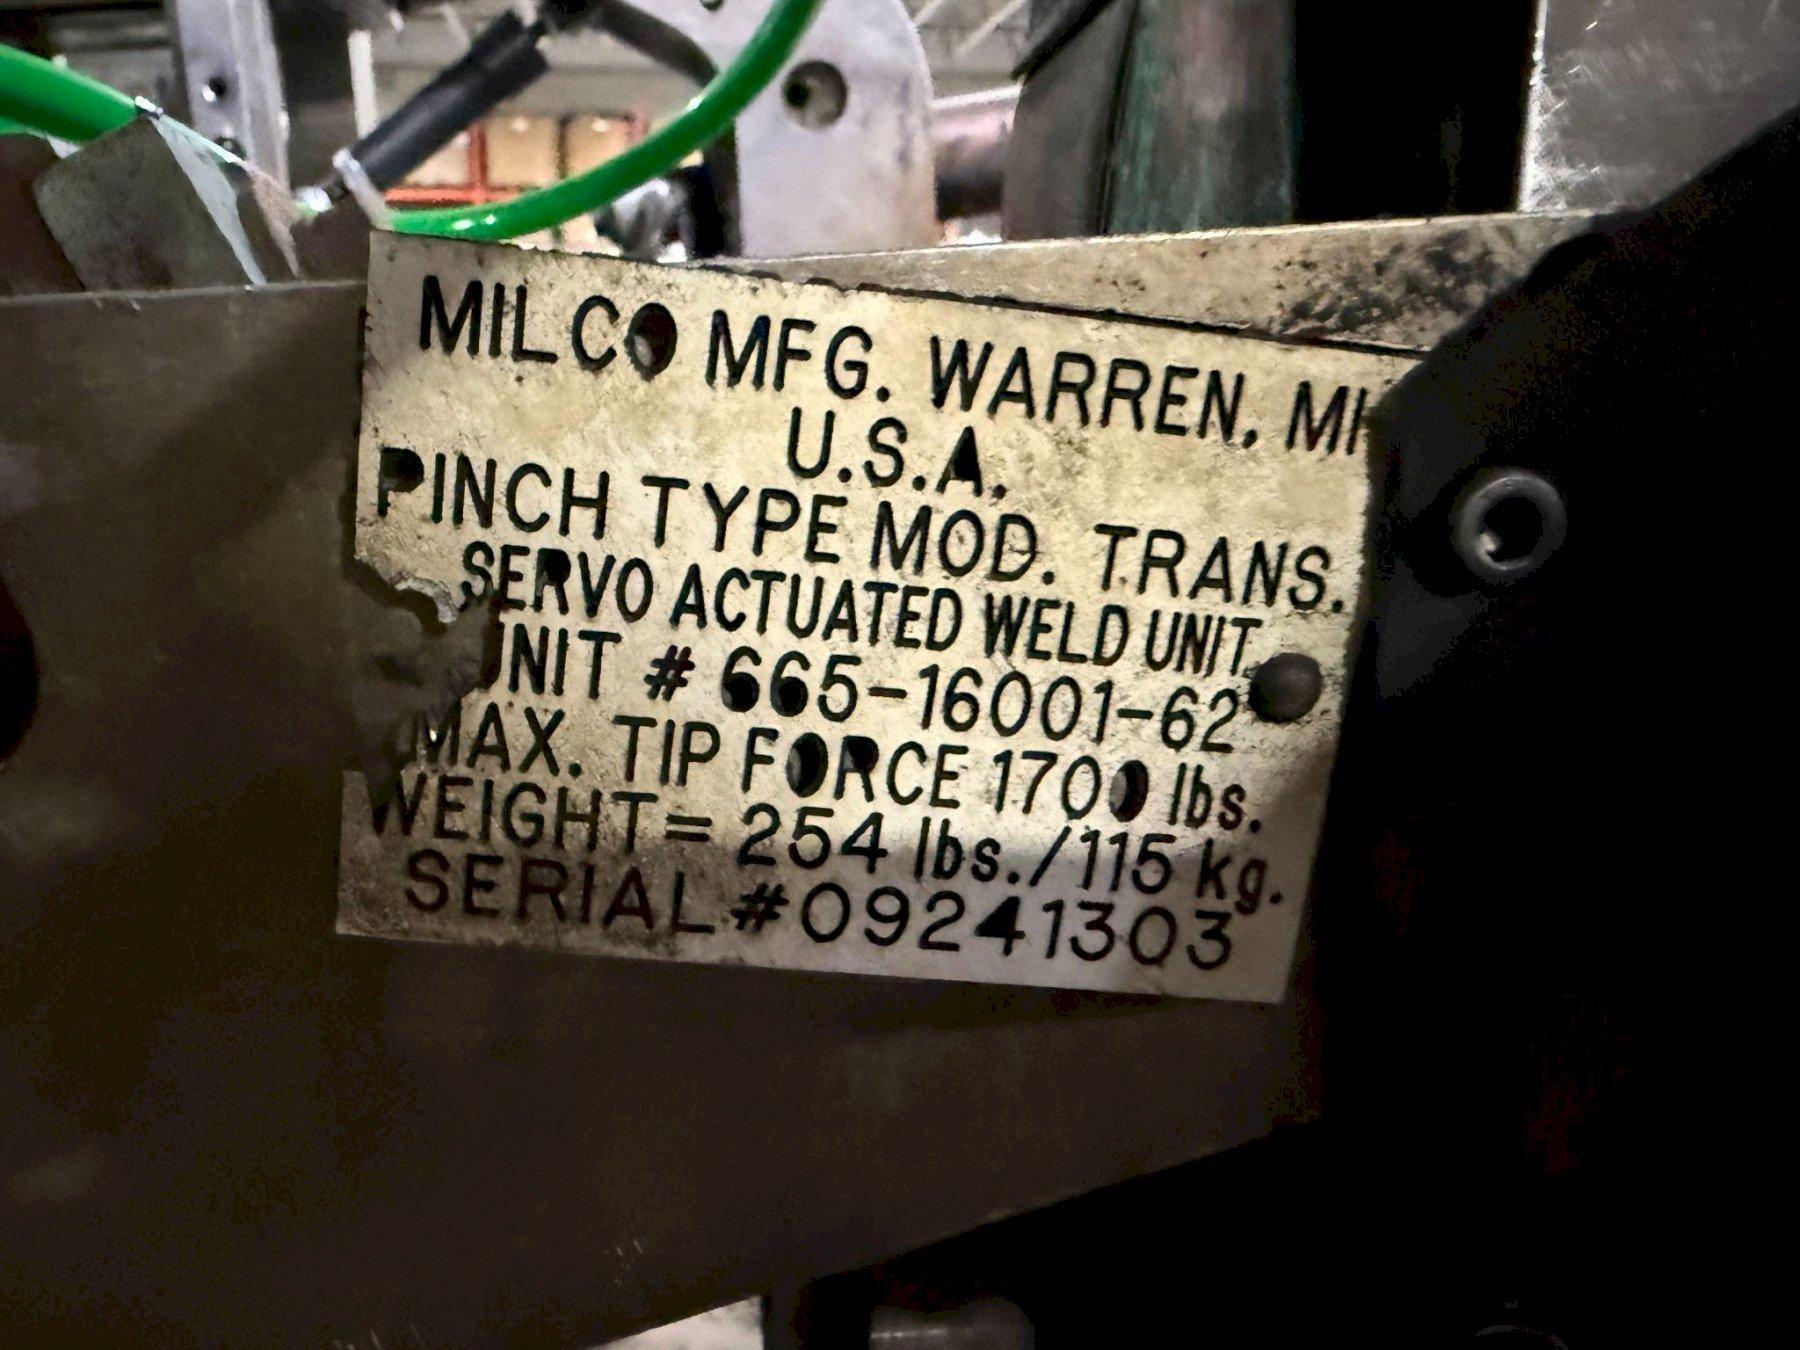 MILCO MFG. WARREN, MI
U.S.A.
PINCH TYPE MOD. TRANS.
SERVO ACTUATED WELD UNIT
UNIT # 665-16001-62
MAX. TIP FORCE 1700 lbs.
WEIGHT= 254 lbs./115 kg.
SERIAL #09241303